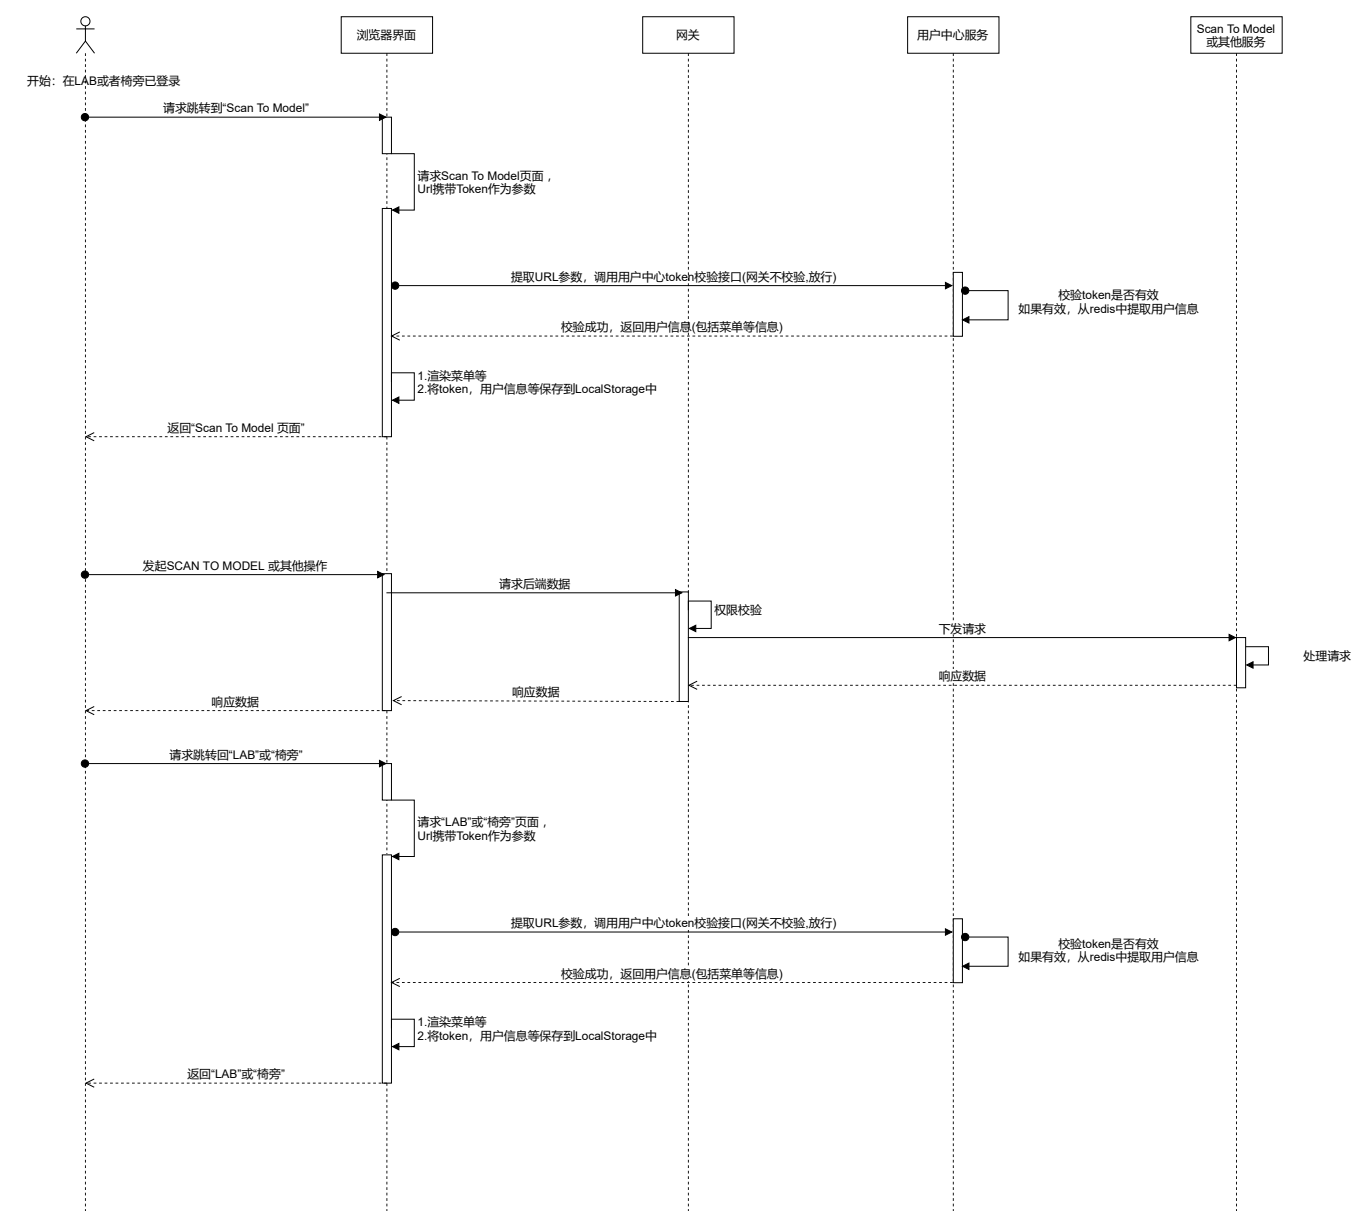 浏览器界面
网关
用户中心服务
Scan To Model
或其他服务
开始：在LAB或者椅旁已登录
请求跳转到“Scan To Model”
请求Scan To Model页面 ，
Url携带Token作为参数
提取URL参数，调用用户中心token校验接口(网关不校验,放行)
校验token是否有效
如果有效，从redis中提取用户信息
校验成功，返回用户信息(包括菜单等信息)
1.渲染菜单等
2.将token，用户信息等保存到LocalStorage中
返回“Scan To Model 页面”
发起SCAN TO MODEL 或其他操作
请求后端数据
权限校验
下发请求
处理请求
响应数据
响应数据
响应数据
请求跳转回“LAB”或“椅旁”
请求“LAB”或“椅旁”页面 ，
Url携带Token作为参数
提取URL参数，调用用户中心token校验接口(网关不校验,放行)
校验token是否有效
如果有效，从redis中提取用户信息
校验成功，返回用户信息(包括菜单等信息)
1.渲染菜单等
2.将token，用户信息等保存到LocalStorage中
返回“LAB”或“椅旁”